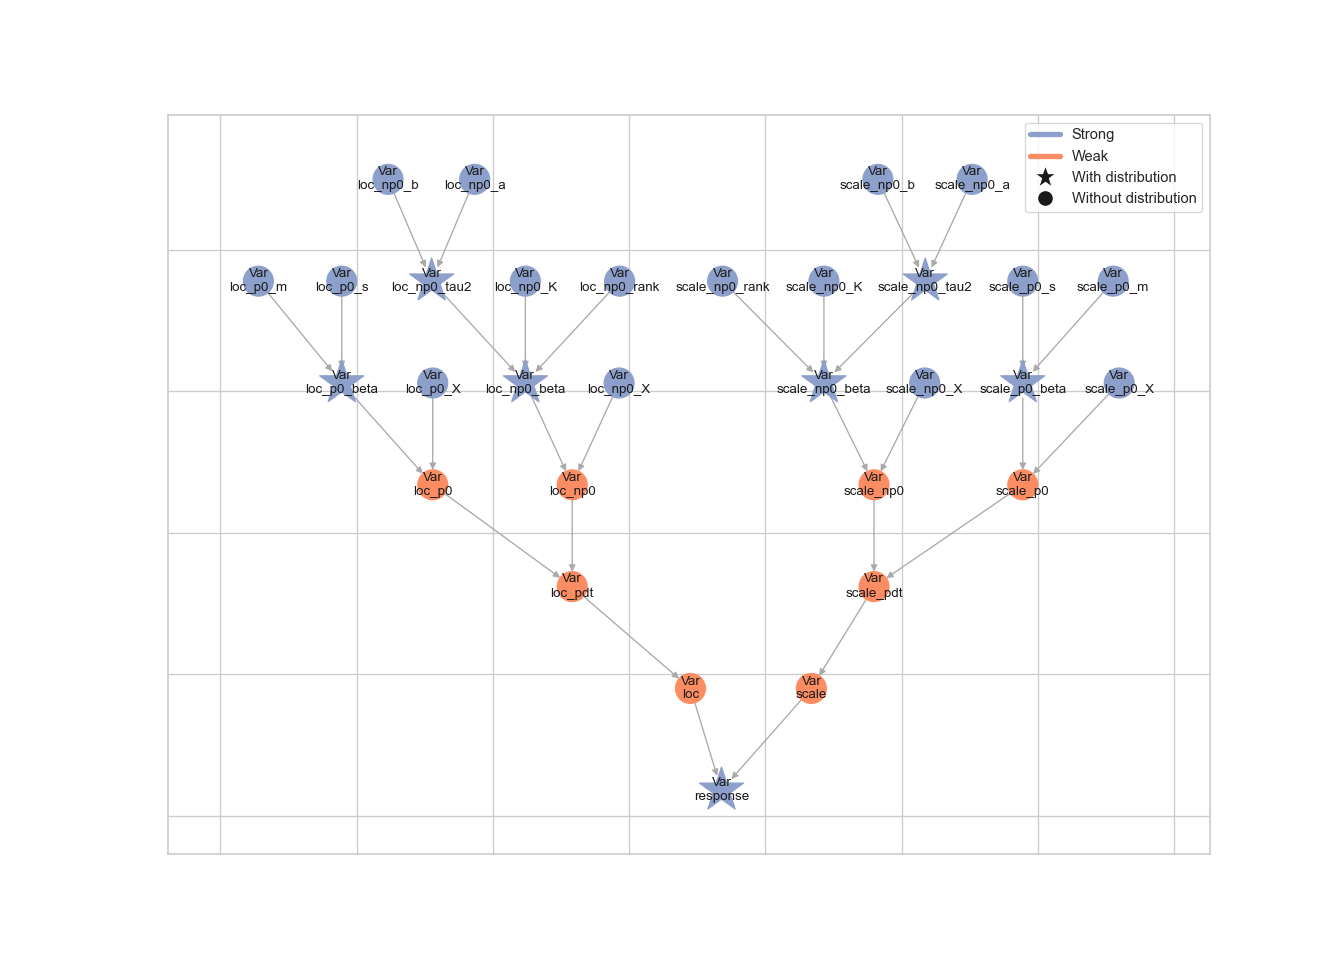 Strong
Weak
With distribution
Without distribution
Var
loc_np0_b
Var
loc_np0_a
Var
scale_np0_b
Var
scale_np0_a
Var
loc_p0_m
Var
loc_p0_s
Var
loc_np0_tau2
Var
loc_np0_K
Var
loc_np0_rank
Var
scale_np0_rank
Var
scale_np0_K
Var
scale_np0_tau2
Var
scale_p0_s
Var
scale_p0_m
Var
loc_p0_beta
Var
loc_p0_X
Var
loc_np0_beta
Var
loc_np0_X
Var
scale_np0_beta
Var
scale_np0_X
Var
scale_p0_beta
Var
scale_p0_X
Var
loc_p0
Var
loc_np0
Var
scale_np0
Var
scale_p0
Var
loc_pdt
Var
scale_pdt
Var
loc
Var
scale
Var
response